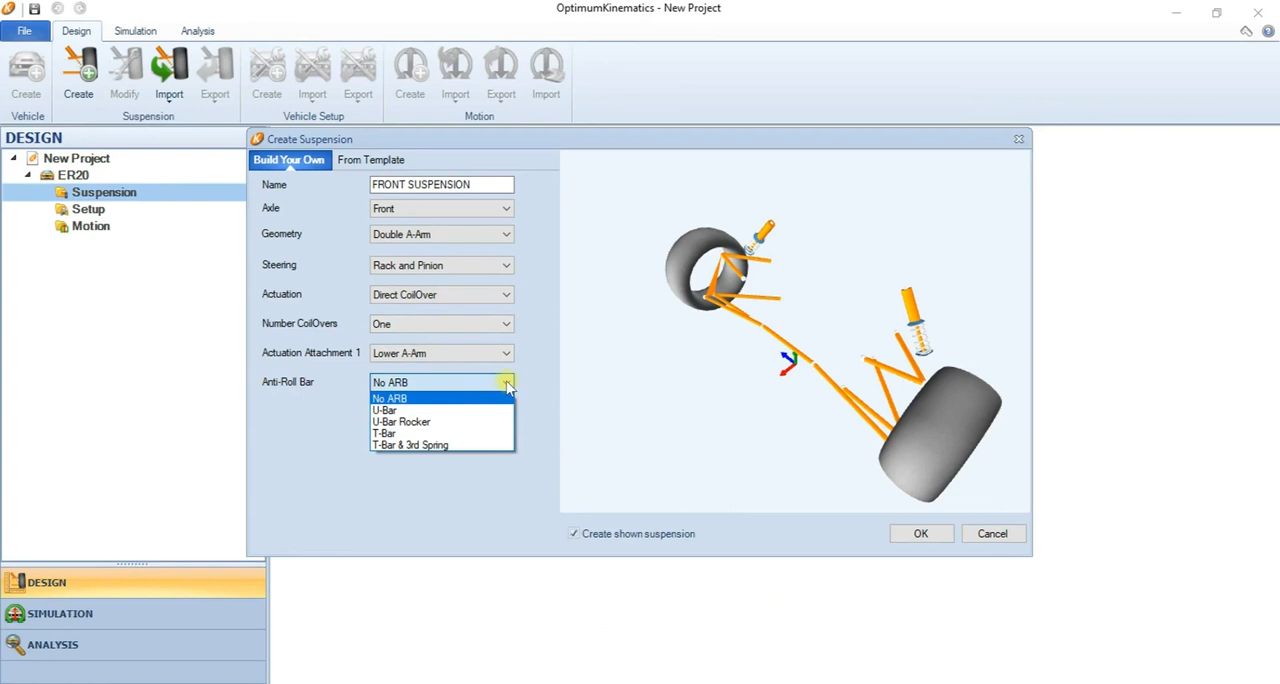 OptimumKinematics - New Project
File Design Simulation Analysis
Create Create Modify Import Export Create Import Export Create Import Export Import
Vehicle Suspension Vehicle Setup Motion
DESIGN
New Project
ER20
Suspension
Setup
Motion
DESIGN
SIMULATION
ANALYSIS
Create Suspension
Build Your Own From Template
Name FRONT SUSPENSION
Axle Front
Geometry Double A-Arm
Steering Rack and Pinion
Actuation Direct CoilOver
Number CoilOvers One
Actuation Attachment 1 Lower A-Arm
Anti-Roll Bar No ARB
No ARB
U-Bar
U-Bar Rocker
T-Bar
T-Bar & 3rd Spring
Create shown suspension OK Cancel